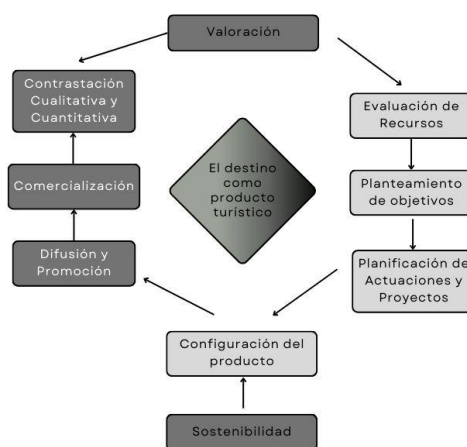 Valoración
Contrastación
Cualitativa y
Cuantitativa
Evaluación de
Recursos
Comercialización
El destino
como
producto
turístico
Planteamiento
de objetivos
Difusión y
Promoción
Planificación de
Actuaciones y
Proyectos
Configuración del
producto
Sostenibilidad